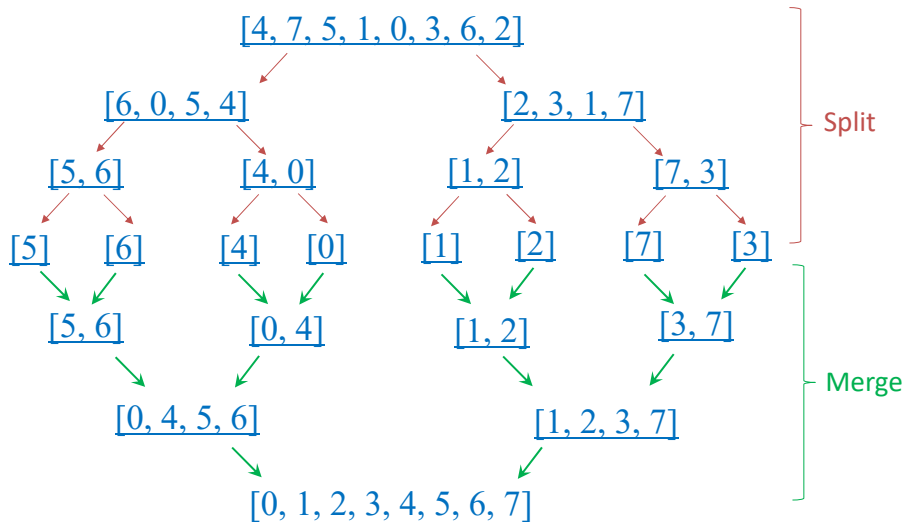 [4, 7, 5, 1, 0, 3, 6, 2]
[6, 0, 5, 4] [2, 3, 1, 7]
Split
[5, 6] [4, 0] [1, 2] [7, 3]
[5] [6] [4] [0] [1] [2] [7] [3]
[5, 6] [0, 4] [1, 2] [3, 7]
Merge
[0, 4, 5, 6] [1, 2, 3, 7]
[0, 1, 2, 3, 4, 5, 6, 7]